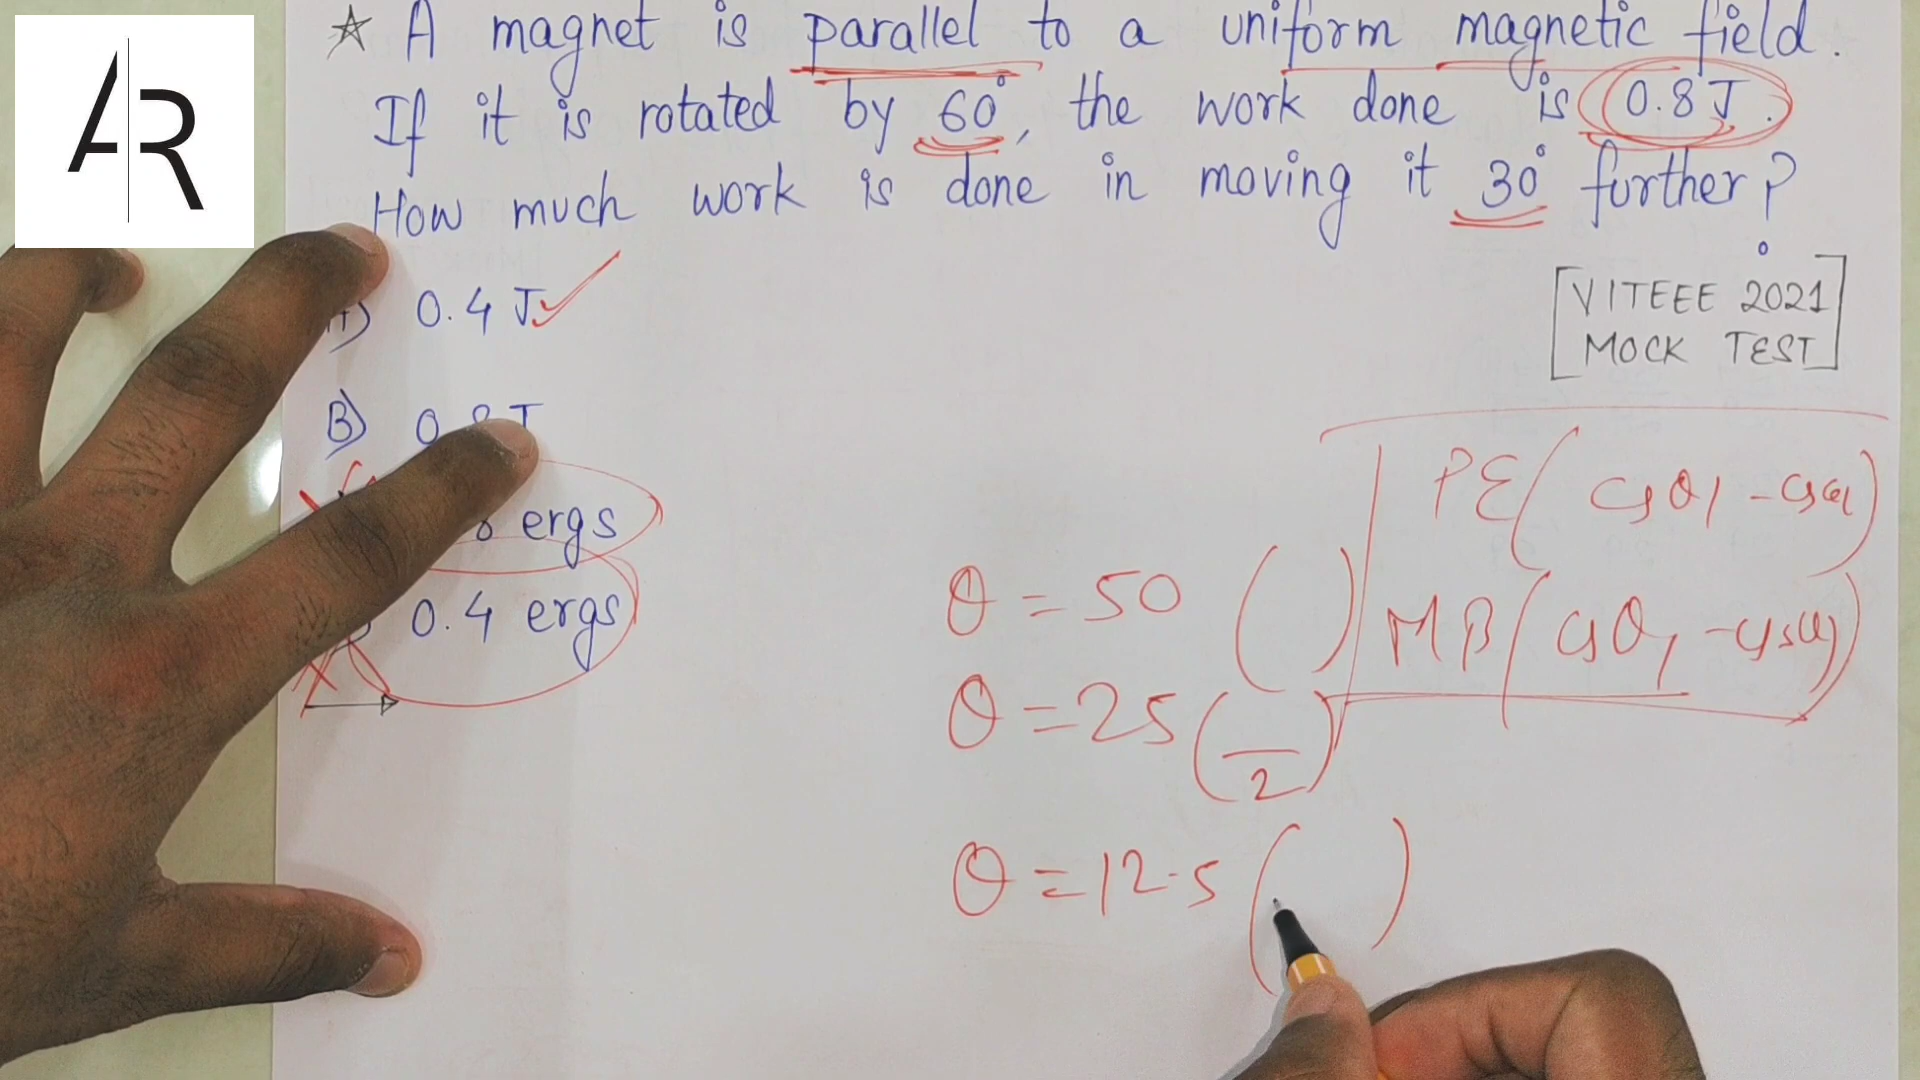 AR
☆ A magnet is parallel to a uniform magnetic field.
If it is rotated by 60°, the work done is 0.8 J.
How much work is done in moving it 30° further?
[VITEEE 2021
MOCK TEST]
0.4 J ✓
B)
ergs
0.4 ergs
PE (
θ = 50 ( )
MB (
θ = 25 ( /2)
θ = 12.5 ( )